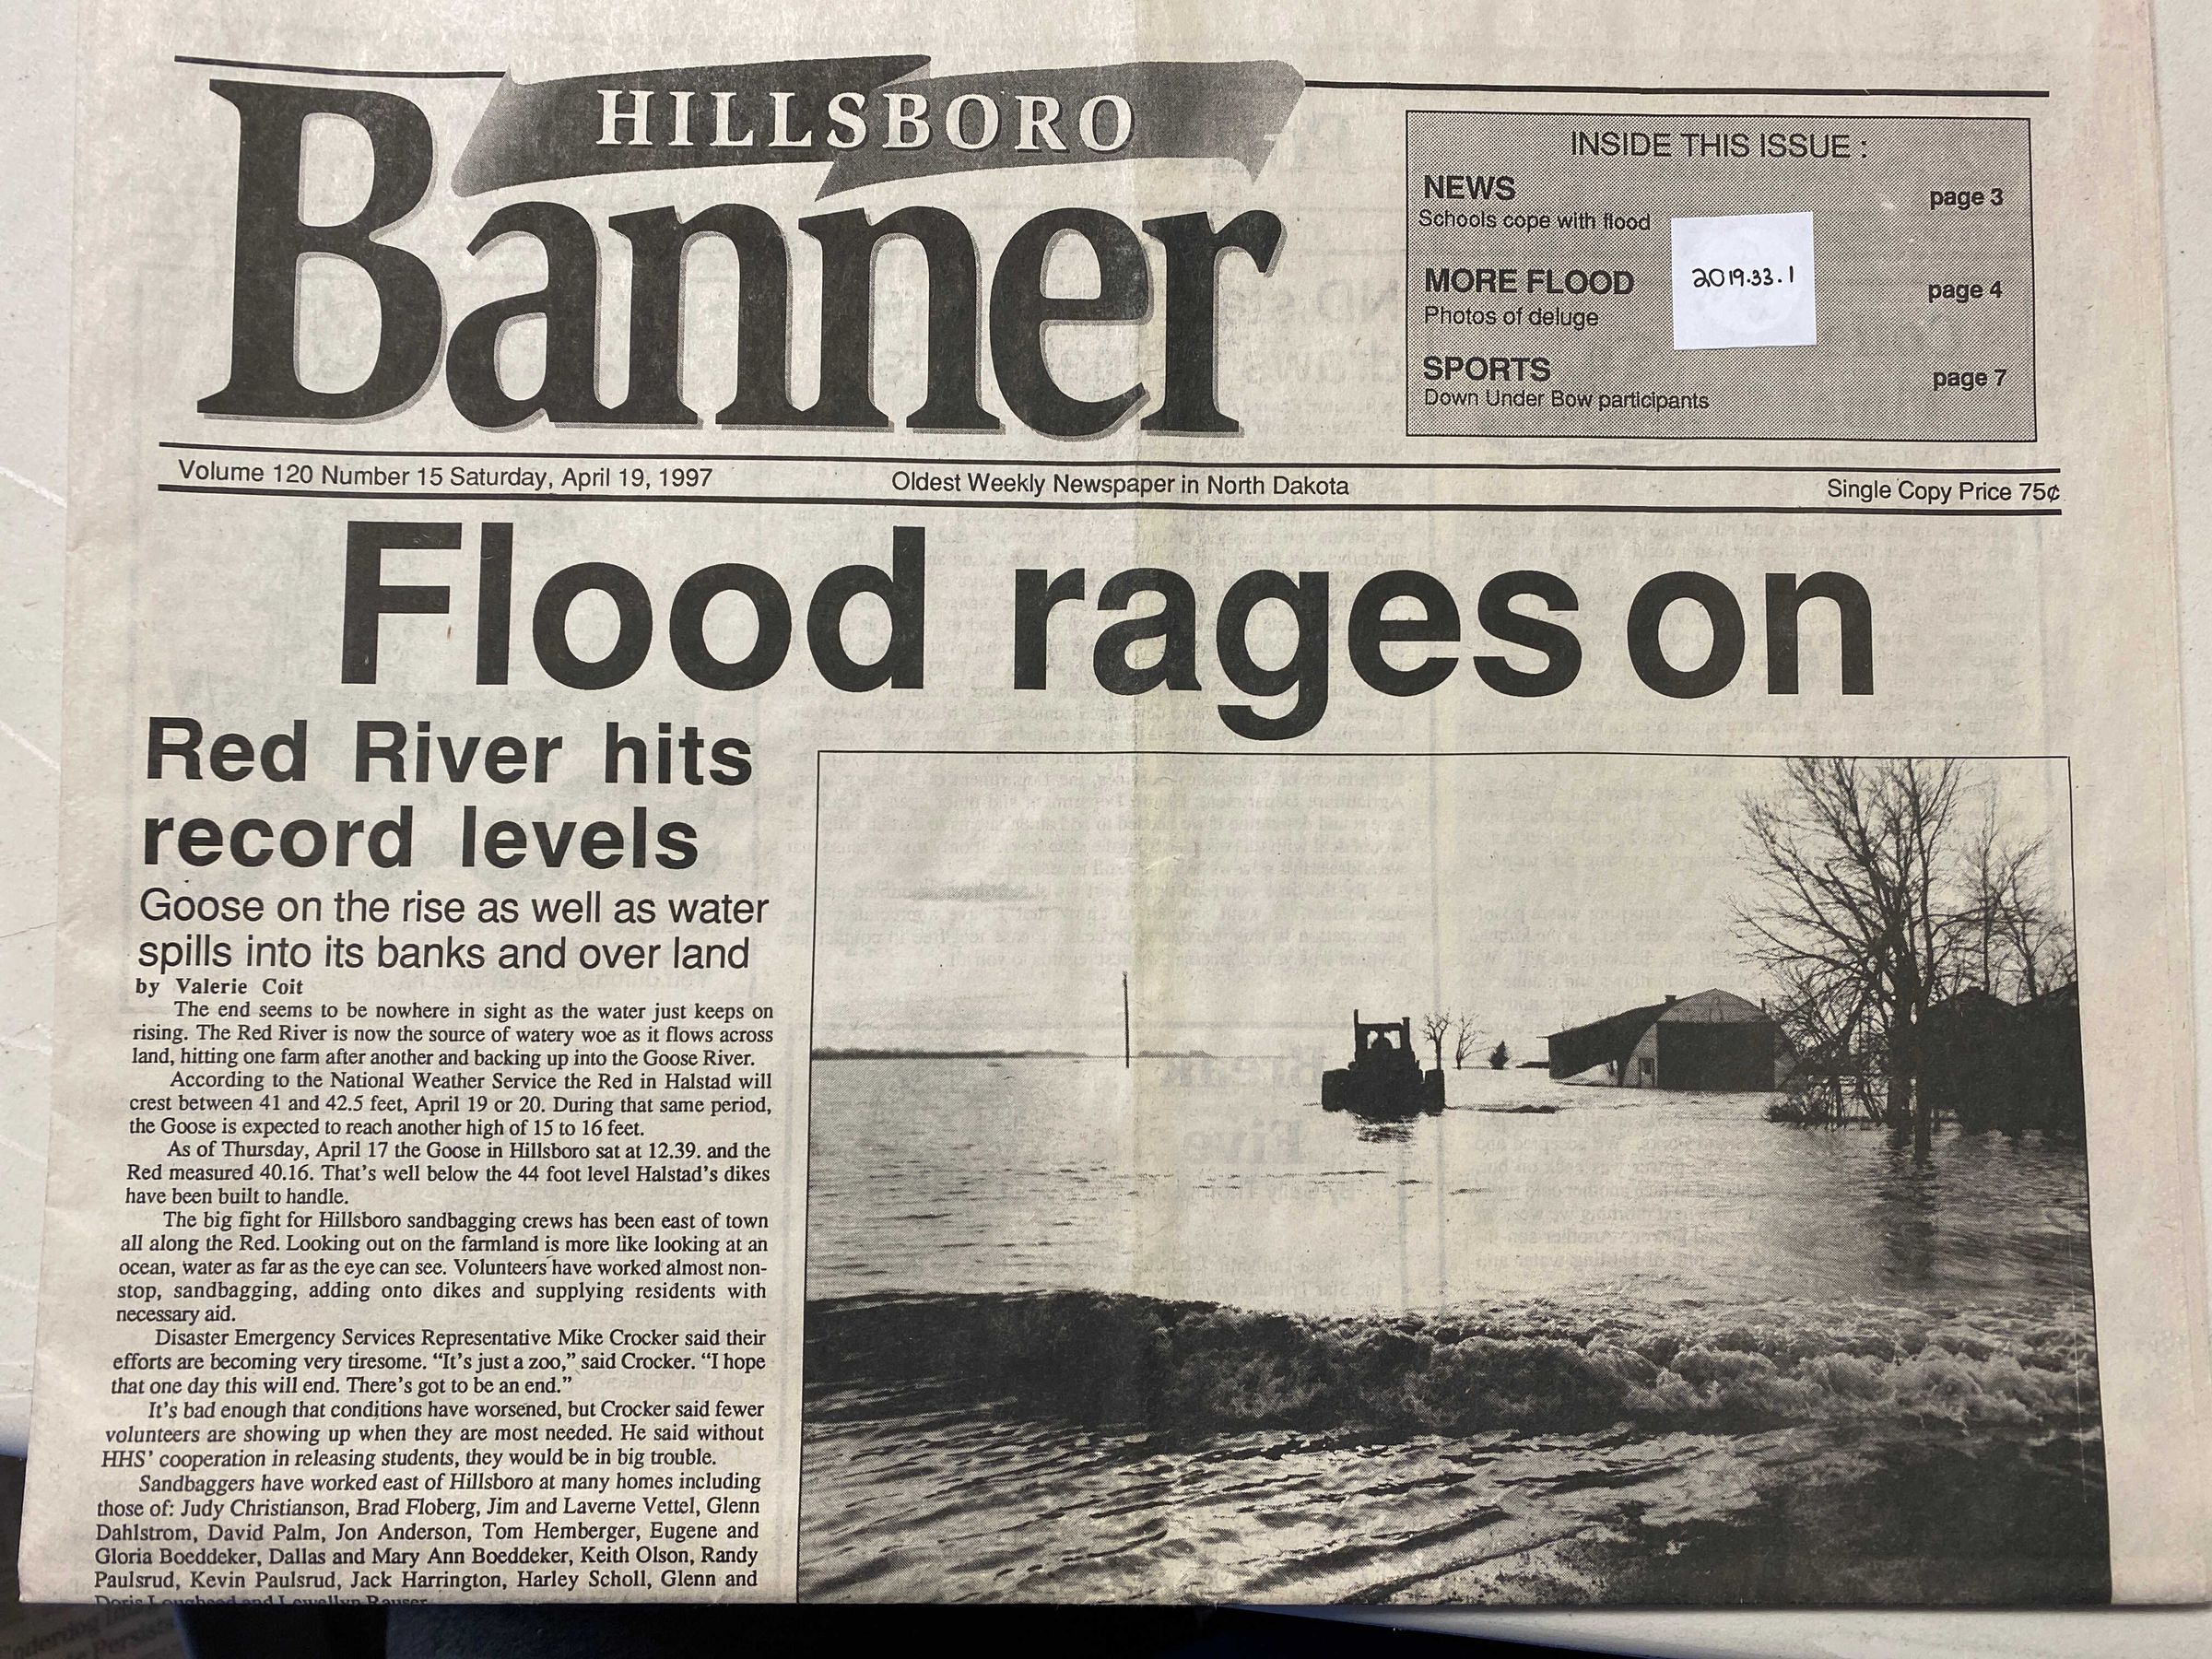 HILLSBORO
Banner
INSIDE THIS ISSUE :
NEWS page 3
Schools cope with flood
2019.33.1
MORE FLOOD page 4
Photos of deluge
SPORTS page 7
Down Under Bow participants
Volume 120 Number 15 Saturday, April 19, 1997 Oldest Weekly Newspaper in North Dakota Single Copy Price 75¢
Flood rages on
Red River hits
record levels
Goose on the rise as well as water
spills into its banks and over land
by Valerie Coit
The end seems to be nowhere in sight as the water just keeps on
rising. The Red River is now the source of watery woe as it flows across
land, hitting one farm after another and backing up into the Goose River.
According to the National Weather Service the Red in Halstad will
crest between 41 and 42.5 feet, April 19 or 20. During that same period,
the Goose is expected to reach another high of 15 to 16 feet.
As of Thursday, April 17 the Goose in Hillsboro sat at 12.39. and the
Red measured 40.16. That's well below the 44 foot level Halstad's dikes
have been built to handle.
The big fight for Hillsboro sandbagging crews has been east of town
all along the Red. Looking out on the farmland is more like looking at an
ocean, water as far as the eye can see. Volunteers have worked almost non-
stop, sandbagging, adding onto dikes and supplying residents with
necessary aid.
Disaster Emergency Services Representative Mike Crocker said their
efforts are becoming very tiresome. “It's just a zoo,” said Crocker. “I hope
that one day this will end. There's got to be an end.”
It's bad enough that conditions have worsened, but Crocker said fewer
volunteers are showing up when they are most needed. He said without
HHS' cooperation in releasing students, they would be in big trouble.
Sandbaggers have worked east of Hillsboro at many homes including
those of: Judy Christianson, Brad Floberg, Jim and Laverne Vettel, Glenn
Dahlstrom, David Palm, Jon Anderson, Tom Hemberger, Eugene and
Gloria Boeddeker, Dallas and Mary Ann Boeddeker, Keith Olson, Randy
Paulsrud, Kevin Paulsrud, Jack Harrington, Harley Scholl, Glenn and
Doris Lougheed and Lewellyn Rauser